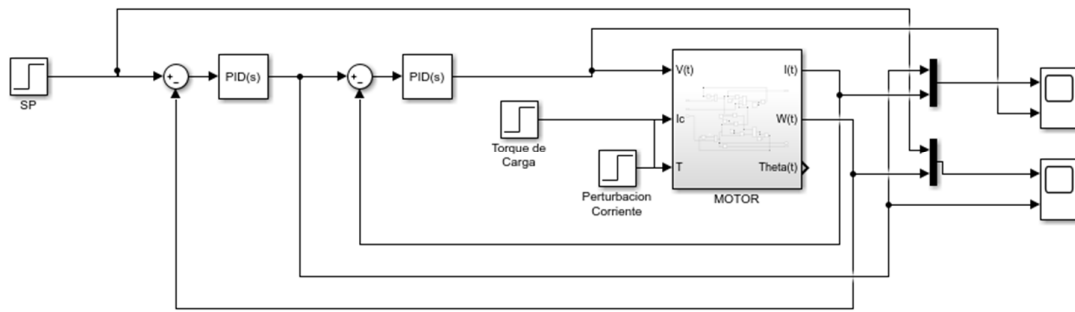 SP
+
−
PID(s)
+
−
PID(s)
Torque de
Carga
Perturbacion
Corriente
V(t)
Ic
T
I(t)
W(t)
Theta(t)
MOTOR